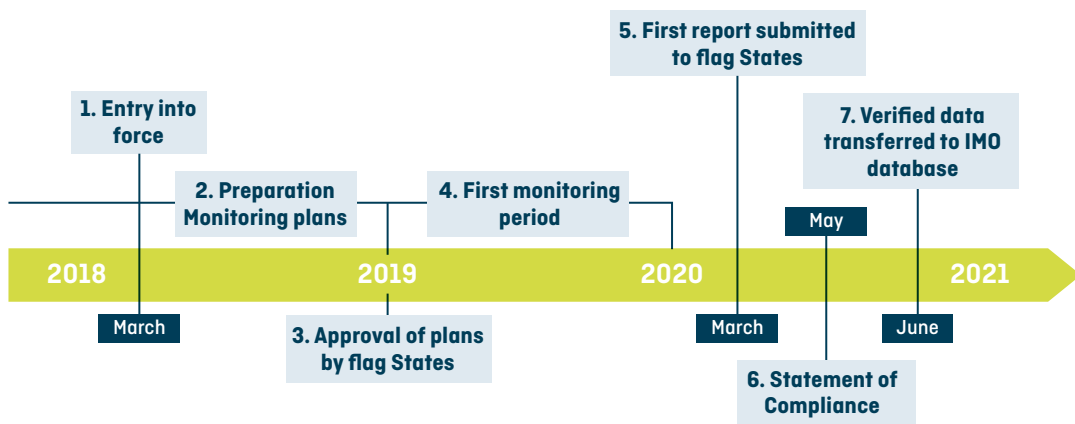 5. First report submitted
to flag States
1. Entry into
force
7. Verified data
transferred to IMO
database
2. Preparation
Monitoring plans
4. First monitoring
period
May
2018
2019
2020
2021
March
3. Approval of plans
by flag States
March
June
6. Statement of
Compliance